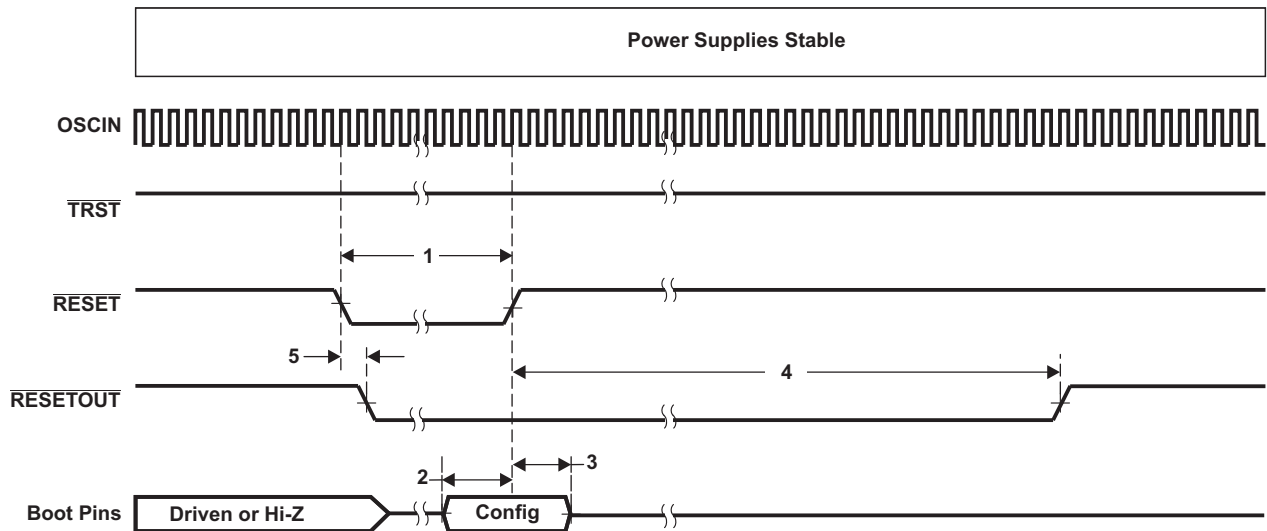 Power Supplies Stable
OSCIN
TRST
1
RESET
5
4
RESETOUT
2
3
Boot Pins
Driven or Hi-Z
Config